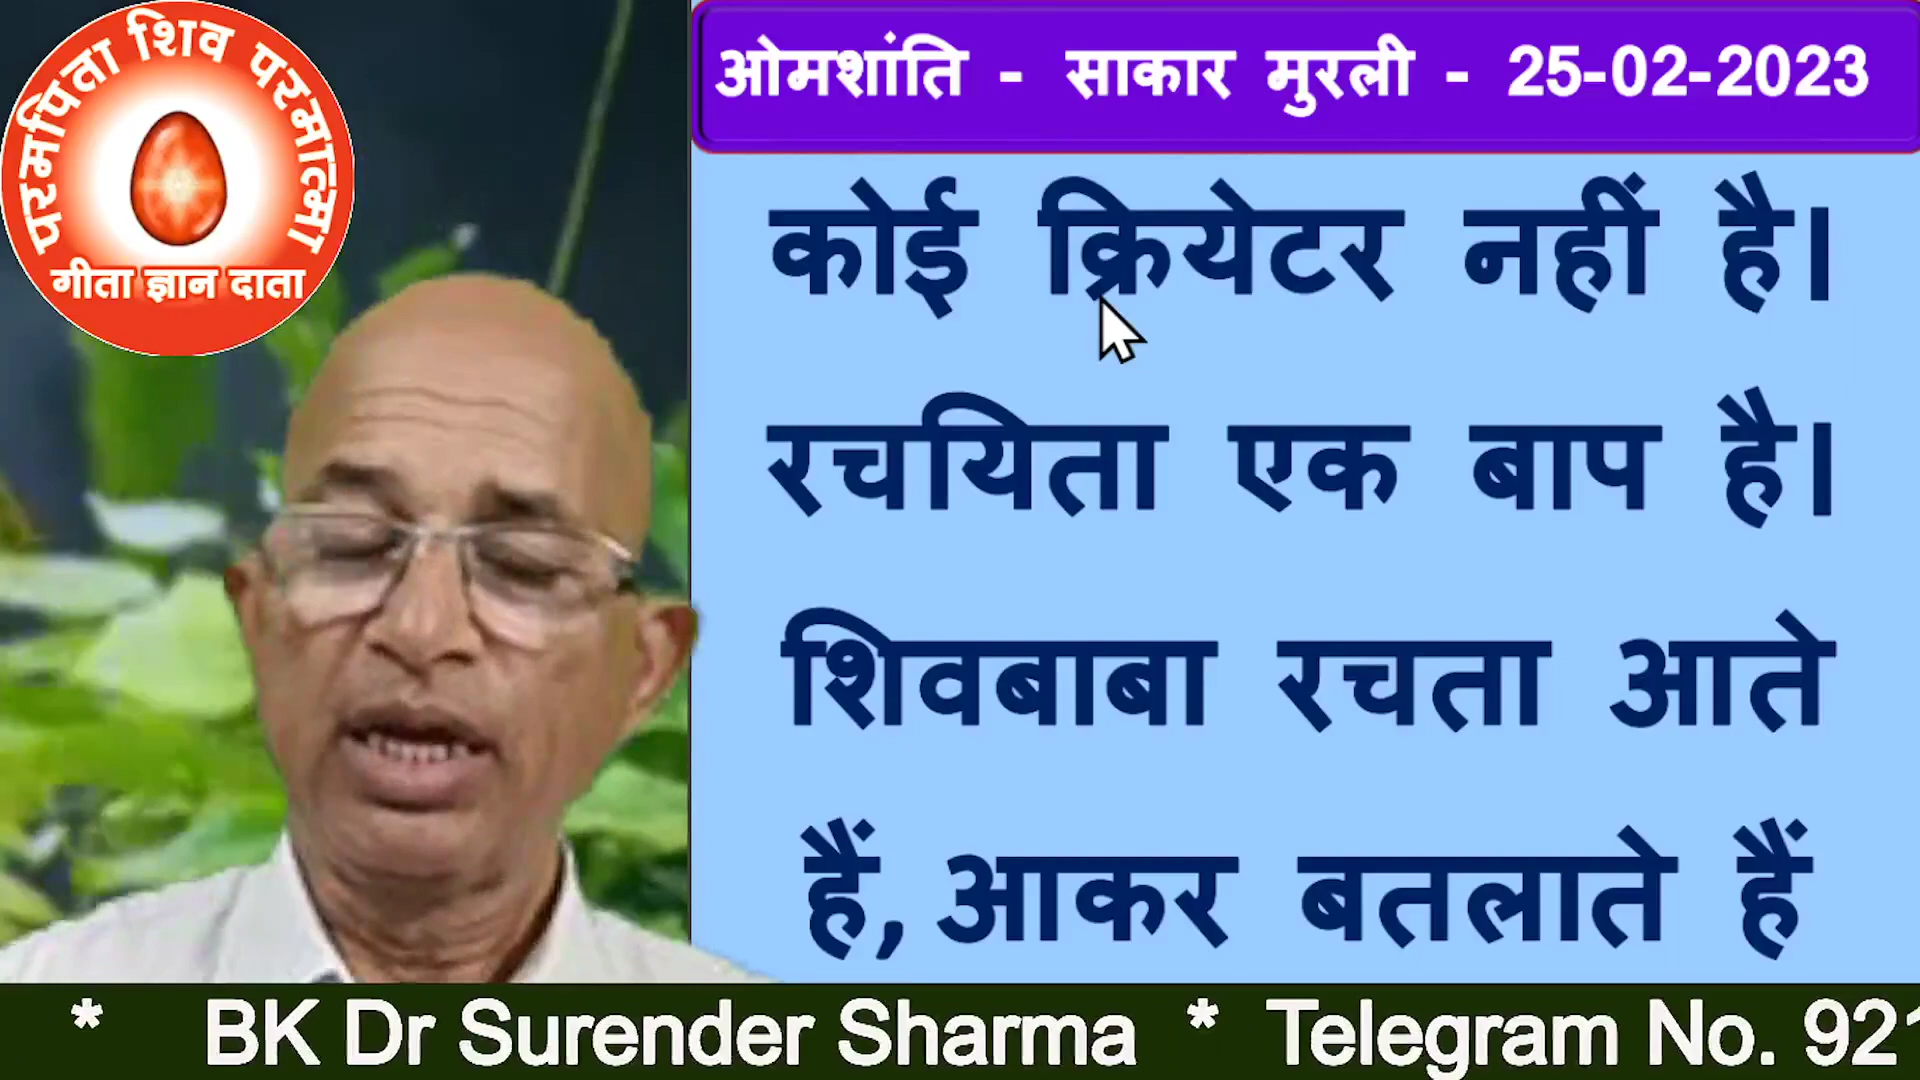 परमपिता शिव परमात्मा
गीता ज्ञान दाता
ओमशांति - साकार मुरली - 25-02-2023
कोई क्रियेटर नहीं है।
रचयिता एक बाप है।
शिवबाबा रचता आते
हैं, आकर बतलाते हैं
* BK Dr Surender Sharma * Telegram No. 921